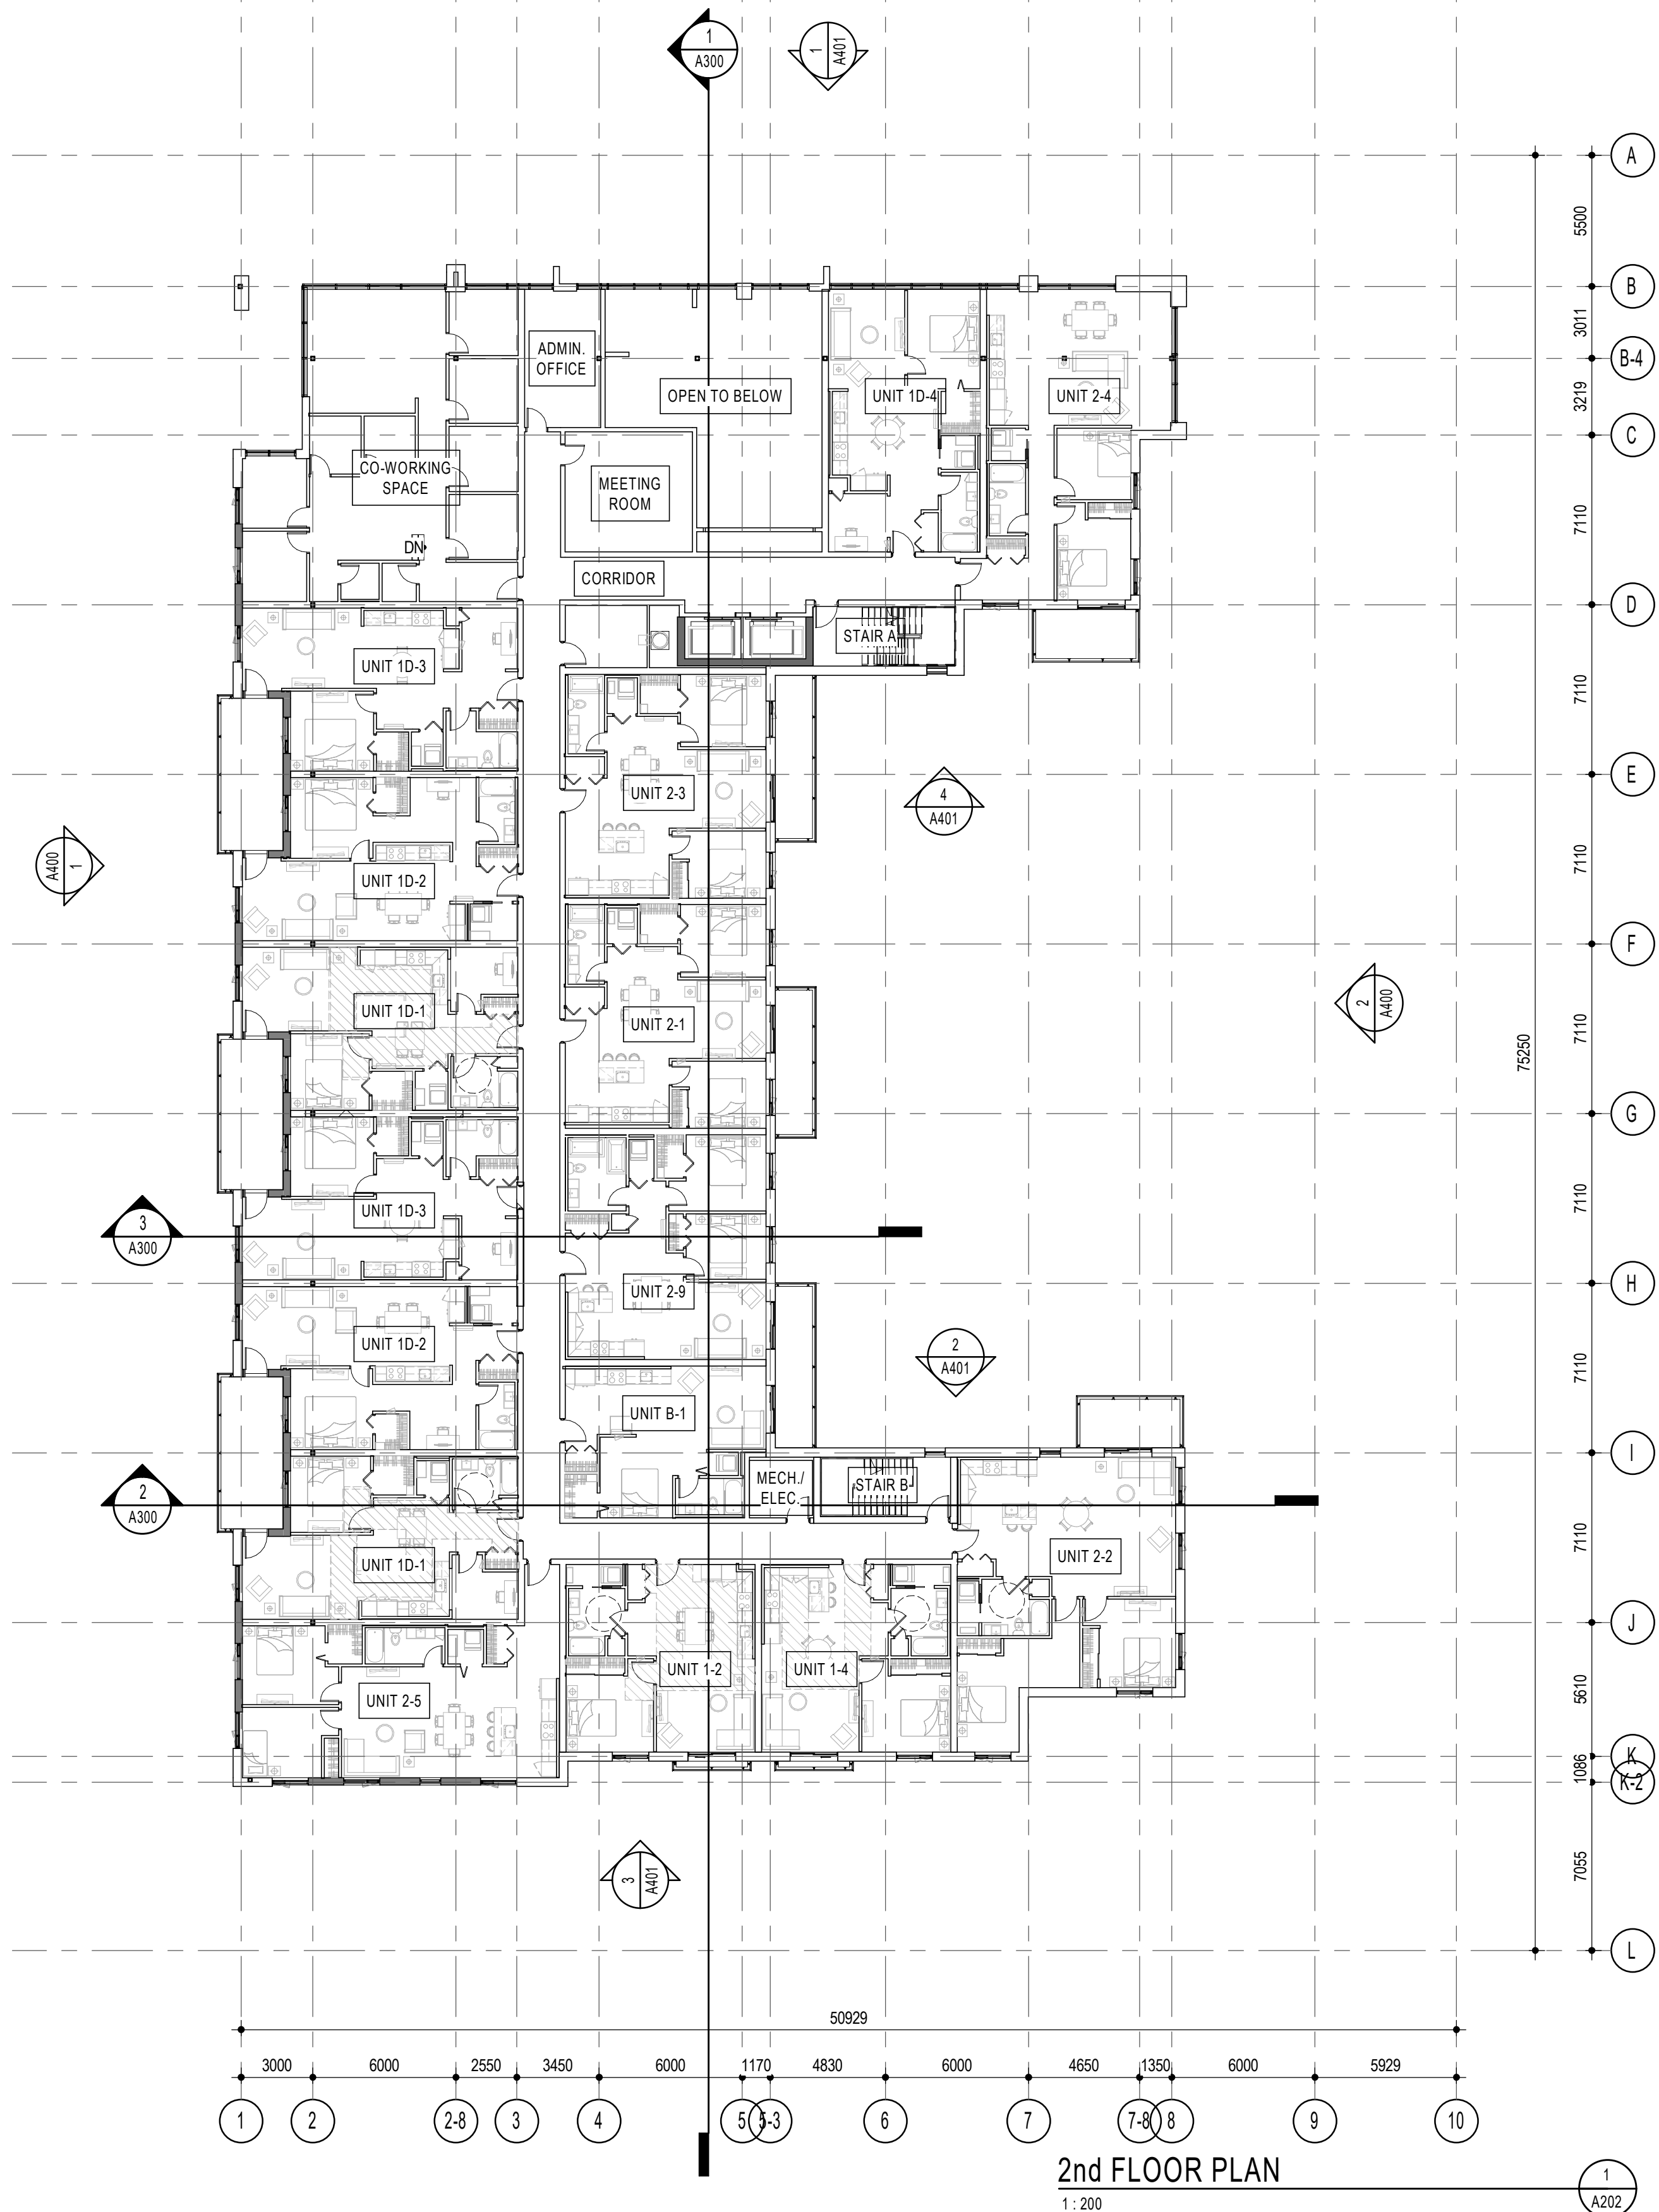 1
A300
1
A401
A
5500
B
3011
B-4
3219
C
7110
D
7110
E
7110
F
7110
G
7110
H
7110
I
7110
J
5610
K
1086
K-2
7055
L
75250
ADMIN.
OFFICE
OPEN TO BELOW
UNIT 1D-4
UNIT 2-4
CO-WORKING
SPACE
MEETING
ROOM
DN
CORRIDOR
STAIR A
UNIT 1D-3
UNIT 2-3
4
A401
1
A400
UNIT 1D-2
UNIT 1D-1
UNIT 2-1
2
A400
UNIT 1D-3
3
A300
UNIT 2-9
UNIT 1D-2
2
A401
UNIT B-1
MECH./
ELEC.
STAIR B
2
A300
UNIT 1D-1
UNIT 2-2
UNIT 1-2
UNIT 1-4
UNIT 2-5
3
A401
50929
3000
6000
2550
3450
6000
1170
4830
6000
4650
1350
6000
5929
1
2
2-8
3
4
5
5-3
6
7
7-8
8
9
10
2nd FLOOR PLAN
1 : 200
1
A202